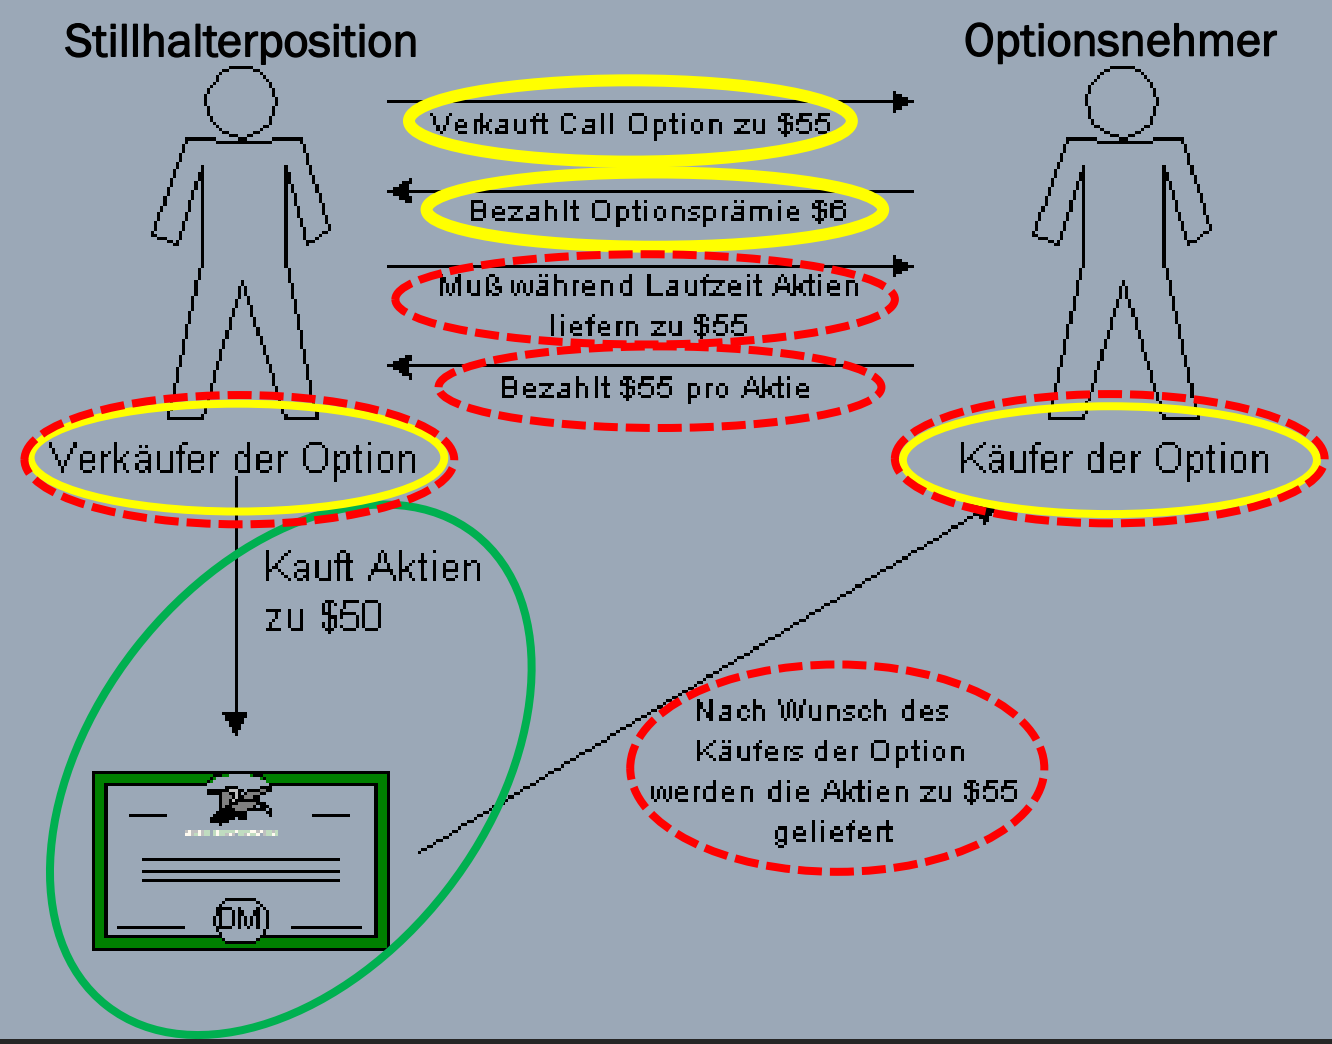 Stillhalterposition
Optionsnehmer
Verkauft Call Option zu $55
Bezahlt Optionsprämie $6
Muß während Laufzeit Aktien
liefern zu $55
Bezahlt $55 pro Aktie
Verkäufer der Option
Käufer der Option
Kauft Aktien
zu $50
Nach Wunsch des
Käufers der Option
werden die Aktien zu $55
geliefert
DM